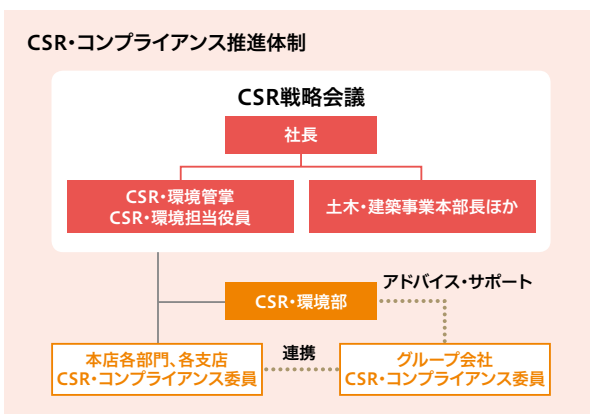 CSR・コンプライアンス推進体制
CSR戦略会議
社長
CSR・環境管掌
CSR・環境担当役員
土木・建築事業本部長ほか
アドバイス・サポート
CSR・環境部
本店各部門、各支店
CSR・コンプライアンス委員
連携
グループ会社
CSR・コンプライアンス委員